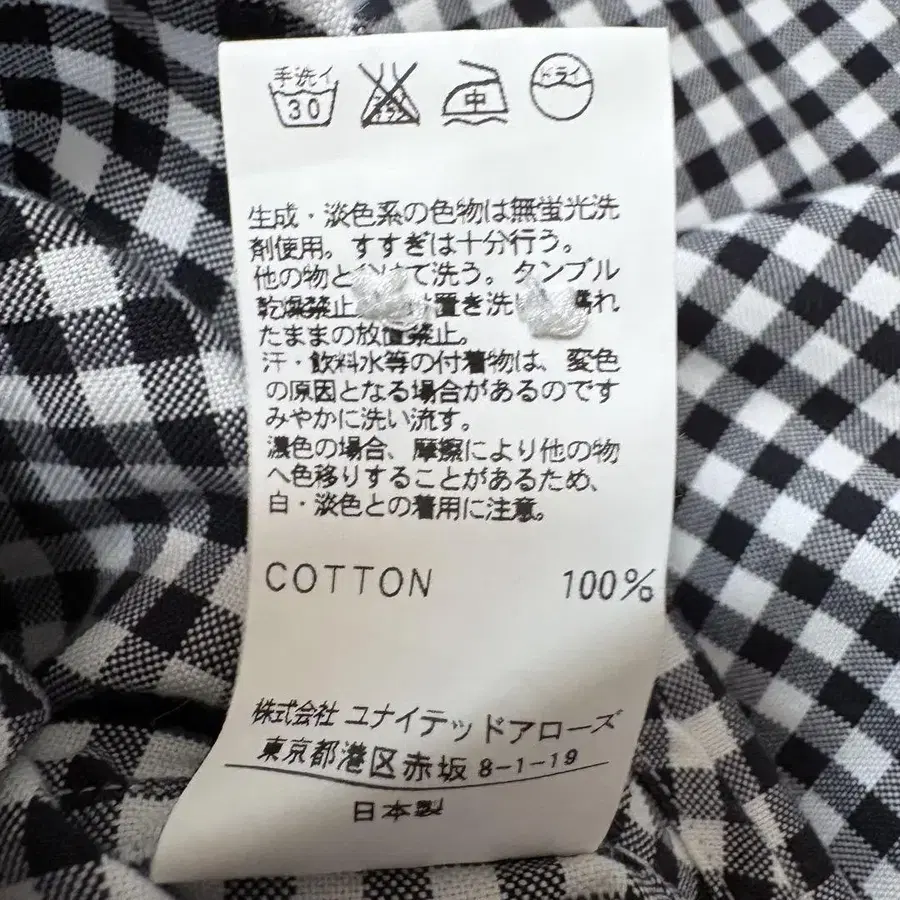 手洗イ 30 エンソサラシ 中 ドライ
生成・淡色系の色物は無蛍光洗
剤使用。すすぎは十分行う。
他の物と て洗う。タンブル
乾燥禁止 置き洗い れ
たままの放置禁止。
汗・飲料水等の付着物は、変色
の原因となる場合があるのです
みやかに洗い流す。
濃色の場合、摩擦により他の物
へ色移りすることがあるため、
白・淡色との着用に注意。
COTTON 100%
株式会社 ユナイテッドアローズ
東京都港区赤坂 8-1-19
日本製